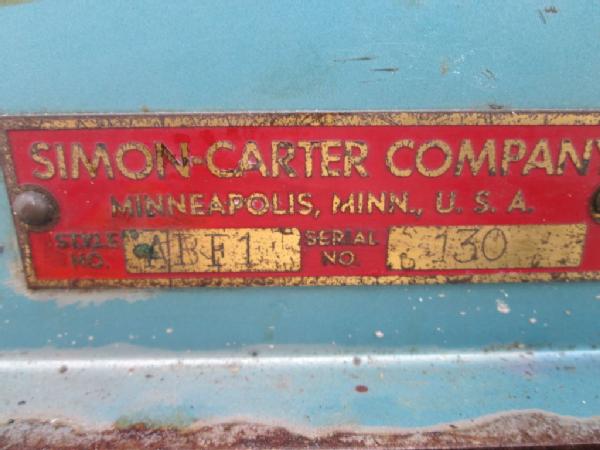 SIMON-CARTER COMPANY
MINNEAPOLIS, MINN., U. S. A.
STYLE NO. ABF1 SERIAL NO. 130